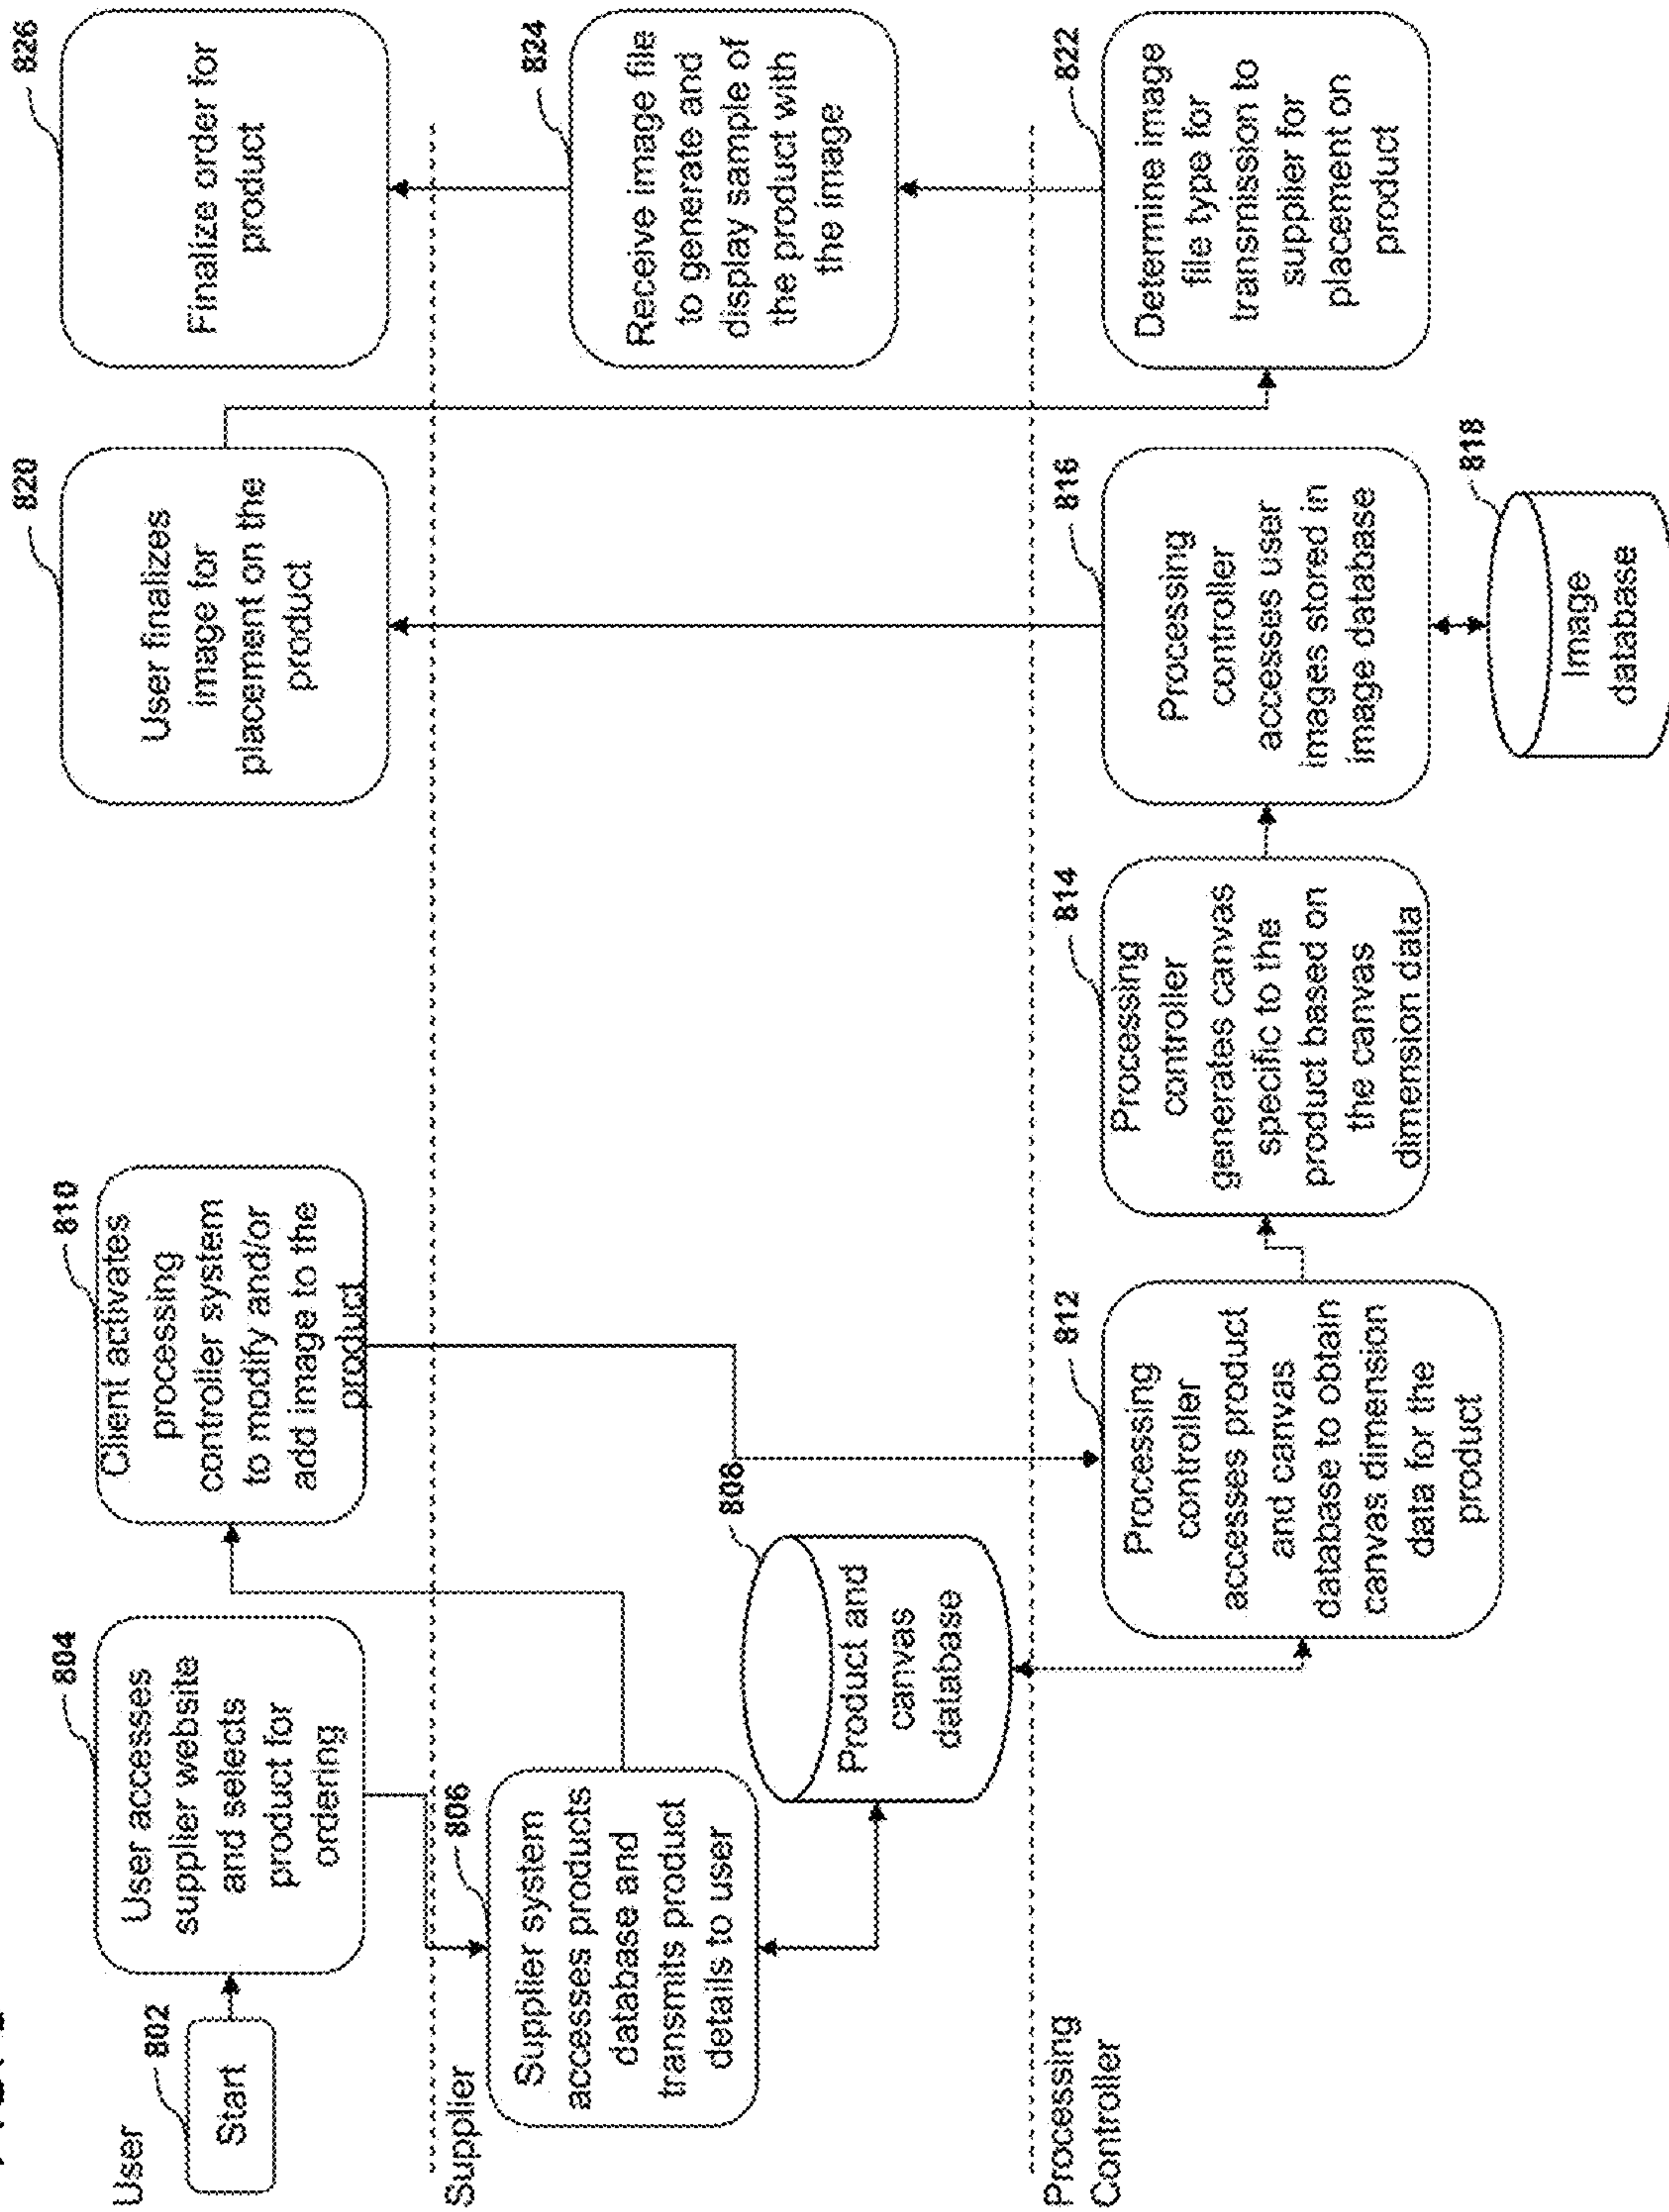 User
802
Start
804
User accesses
supplier website
and selects
product for
ordering
810
Client activates
processing
controller system
to modify and/or
add image to the
product
820
User finalizes
image for
placement on the
product
826
Finalize order for
product
Supplier
806
Supplier system
accesses products
database and
transmits product
details to user
808
Product and
canvas
database
824
Receive image file
to generate and
display sample of
the product with
the image
Processing
Controller
812
Processing
controller
accesses product
and canvas
database to obtain
canvas dimension
data for the
product
814
Processing
controller
generates canvas
specific to the
product based on
the canvas
dimension data
816
Processing
controller
accesses user
images stored in
image database
818
Image
database
822
Determine image
file type for
transmission to
supplier for
placement on
product